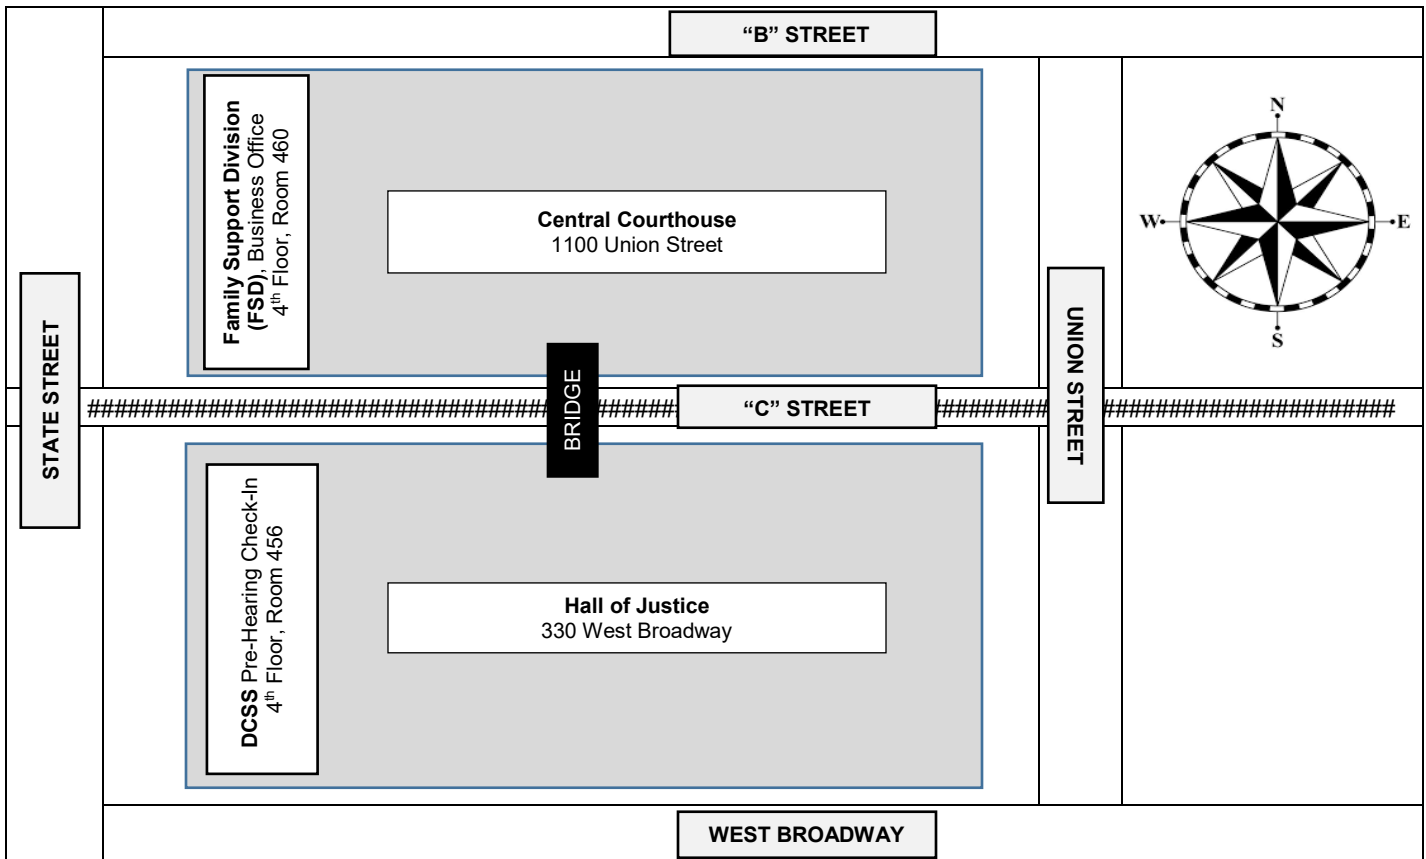 “B” STREET
Family Support Division
(FSD), Business Office
4th Floor, Room 460
Central Courthouse
1100 Union Street
N
W
E
S
STATE STREET
BRIDGE
##########################################
##########
“C” STREET
##########
UNION STREET
##########################
DCSS Pre-Hearing Check-In
4th Floor, Room 456
Hall of Justice
330 West Broadway
WEST BROADWAY